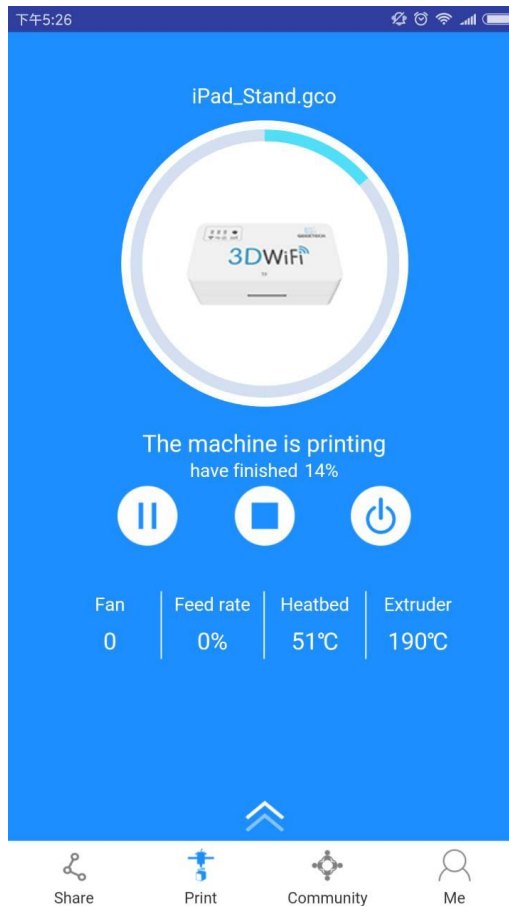 下午5:26
iPad_Stand.gco
GEEETECH
3DWiFi
The machine is printing
have finished 14%
Fan
Feed rate
Heatbed
Extruder
0
0%
51℃
190℃
Share
Print
Community
Me